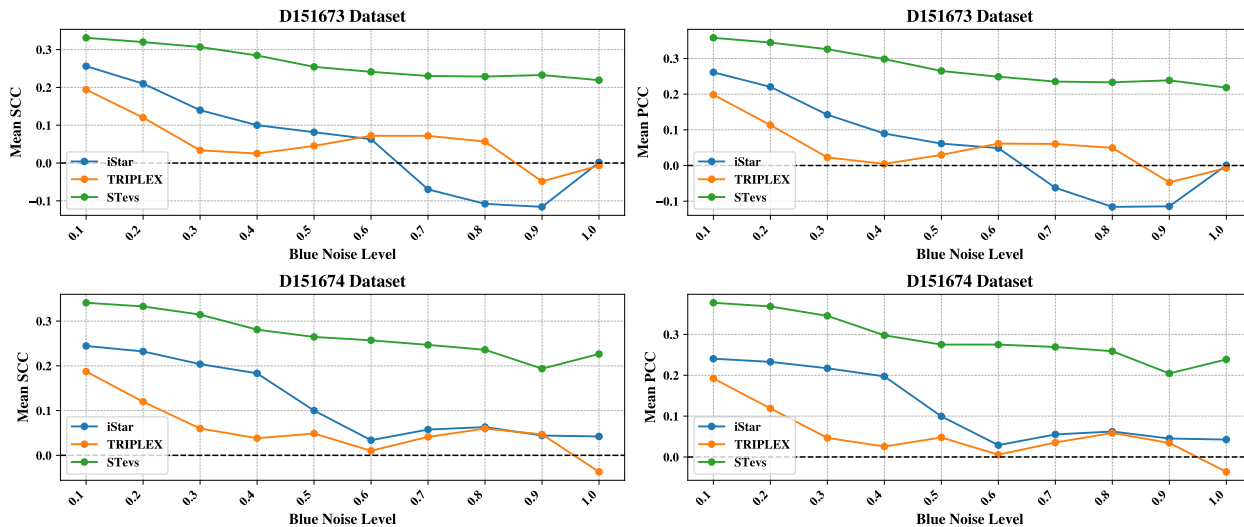 D151673 Dataset
Mean SCC
0.3
0.2
0.1
0.0
−0.1
iStar
TRIPLEX
STevs
0.1 0.2 0.3 0.4 0.5 0.6 0.7 0.8 0.9 1.0
Blue Noise Level
D151673 Dataset
Mean PCC
0.3
0.2
0.1
0.0
−0.1
iStar
TRIPLEX
STevs
0.1 0.2 0.3 0.4 0.5 0.6 0.7 0.8 0.9 1.0
Blue Noise Level
D151674 Dataset
Mean SCC
0.3
0.2
0.1
0.0
iStar
TRIPLEX
STevs
0.1 0.2 0.3 0.4 0.5 0.6 0.7 0.8 0.9 1.0
Blue Noise Level
D151674 Dataset
Mean PCC
0.3
0.2
0.1
0.0
iStar
TRIPLEX
STevs
0.1 0.2 0.3 0.4 0.5 0.6 0.7 0.8 0.9 1.0
Blue Noise Level